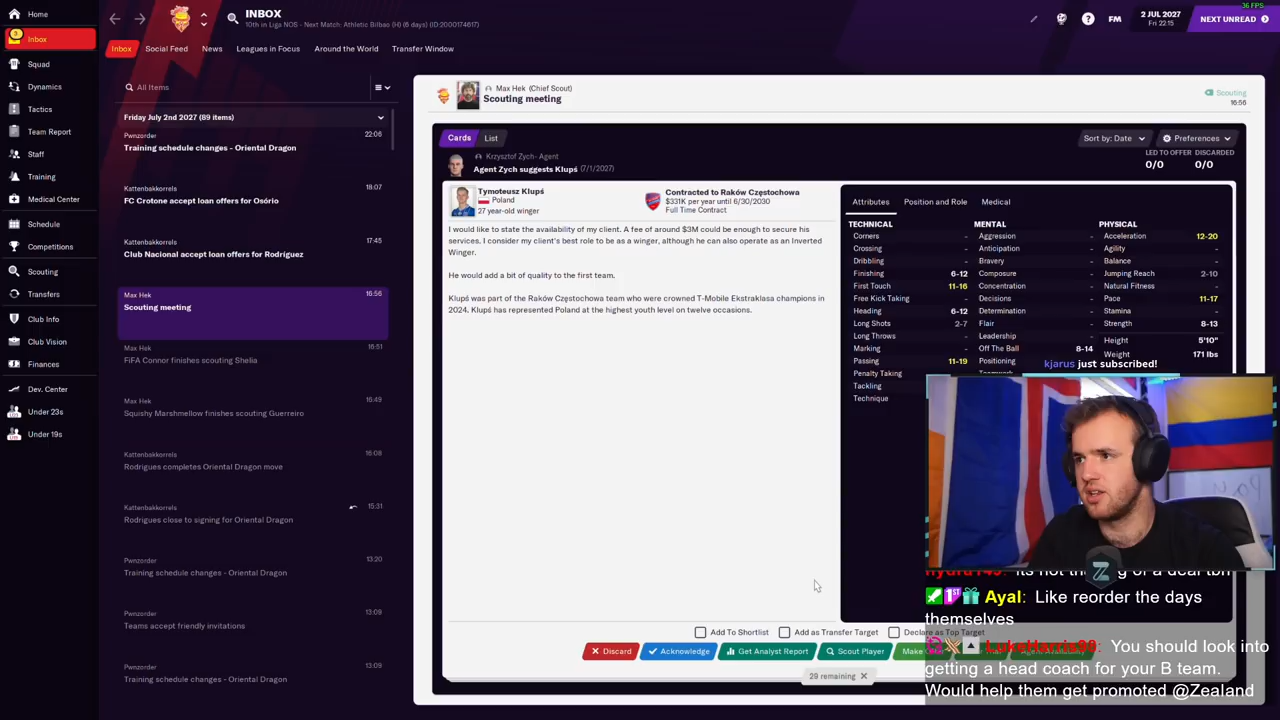 36 FPS
Home
INBOX
10th in Liga NOS - Next Match: Athletic Bilbao (H) (6 days) (ID:2000174617)
FM
2 JUL 2027
Fri 22:15
NEXT UNREAD
Inbox
Inbox
Social Feed
News
Leagues in Focus
Around the World
Transfer Window
Squad
Dynamics
Tactics
Team Report
Staff
Training
Medical Center
Schedule
Competitions
Scouting
Transfers
Club Info
Club Vision
Finances
Dev. Center
Under 23s
Under 19s
All Items
Friday July 2nd 2027 (89 items)
Pwnzorder
22:06
Training schedule changes - Oriental Dragon
Kattenbakkorrels
18:07
FC Crotone accept loan offers for Osório
Kattenbakkorrels
17:45
Club Nacional accept loan offers for Rodríguez
Max Hek
16:56
Scouting meeting
Max Hek
16:51
FIFA Connor finishes scouting Shelia
Max Hek
16:49
Squishy Marshmellow finishes scouting Guerreiro
Kattenbakkorrels
16:08
Rodrigues completes Oriental Dragon move
Kattenbakkorrels
15:31
Rodrigues close to signing for Oriental Dragon
Pwnzorder
13:20
Training schedule changes - Oriental Dragon
Pwnzorder
13:09
Teams accept friendly invitations
Pwnzorder
13:09
Training schedule changes - Oriental Dragon
Max Hek (Chief Scout)
Scouting meeting
Scouting
16:56
Cards
List
Sort by: Date
Preferences
Krzysztof Zych- Agent
Agent Zych suggests Klupś (7/1/2027)
LED TO OFFER
DISCARDED
0/0
0/0
Tymoteusz Klupś
Poland
27 year-old winger
Contracted to Raków Częstochowa
$331K per year until 6/30/2030
Full Time Contract
I would like to state the availability of my client. A fee of around $3M could be enough to secure his
services. I consider my client's best role to be as a winger, although he can also operate as an Inverted
Winger.
He would add a bit of quality to the first team.
Klupś was part of the Raków Częstochowa team who were crowned T-Mobile Ekstraklasa champions in
2024. Klupś has represented Poland at the highest youth level on twelve occasions.
Attributes
Position and Role
Medical
TECHNICAL
MENTAL
PHYSICAL
Corners
Aggression
Acceleration
12-20
Crossing
Anticipation
Agility
Dribbling
Bravery
Balance
Finishing
6-12
Composure
Jumping Reach
2-10
First Touch
11-16
Concentration
Natural Fitness
Free Kick Taking
Decisions
Pace
11-17
Heading
6-12
Determination
Stamina
Long Shots
2-7
Flair
Strength
8-13
Long Throws
Leadership
Height
5'10"
Marking
Off The Ball
8-14
Weight
171 lbs
Passing
11-19
Positioning
Penalty Taking
Tackling
Technique
kjarus just subscribed!
Add To Shortlist
Add as Transfer Target
Declare as Top Target
Discard
Acknowledge
Get Analyst Report
Scout Player
29 remaining
Z
Ayal: Like reorder the days
themselves
LukeHarris99: You should look into
getting a head coach for your B team.
Would help them get promoted @Zealand